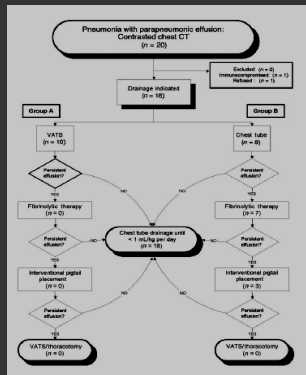 Pneumonia with parapneumonic effusion:
Contrasted chest CT
(n = 20)
Excluded: (n = 2)
Immunocompromised: (n = 1)
Refused: (n = 1)
Drainage indicated
(n = 18)
Group A
Group B
VATS
(n = 10)
Chest tube
(n = 8)
Persistent
effusion?
Persistent
effusion?
NO
NO
YES
YES
Fibrinolytic therapy
(n = 0)
Fibrinolytic therapy
(n = 7)
Chest tube drainage until
< 1 mL/kg per day
(n = 18)
Persistent
effusion?
NO
NO
Persistent
effusion?
YES
YES
Interventional pigtail
placement
(n = 0)
Interventional pigtail
placement
(n = 3)
NO
NO
Persistent
effusion?
Persistent
effusion?
YES
YES
VATS/thoracotomy
(n = 0)
VATS/thoracotomy
(n = 0)